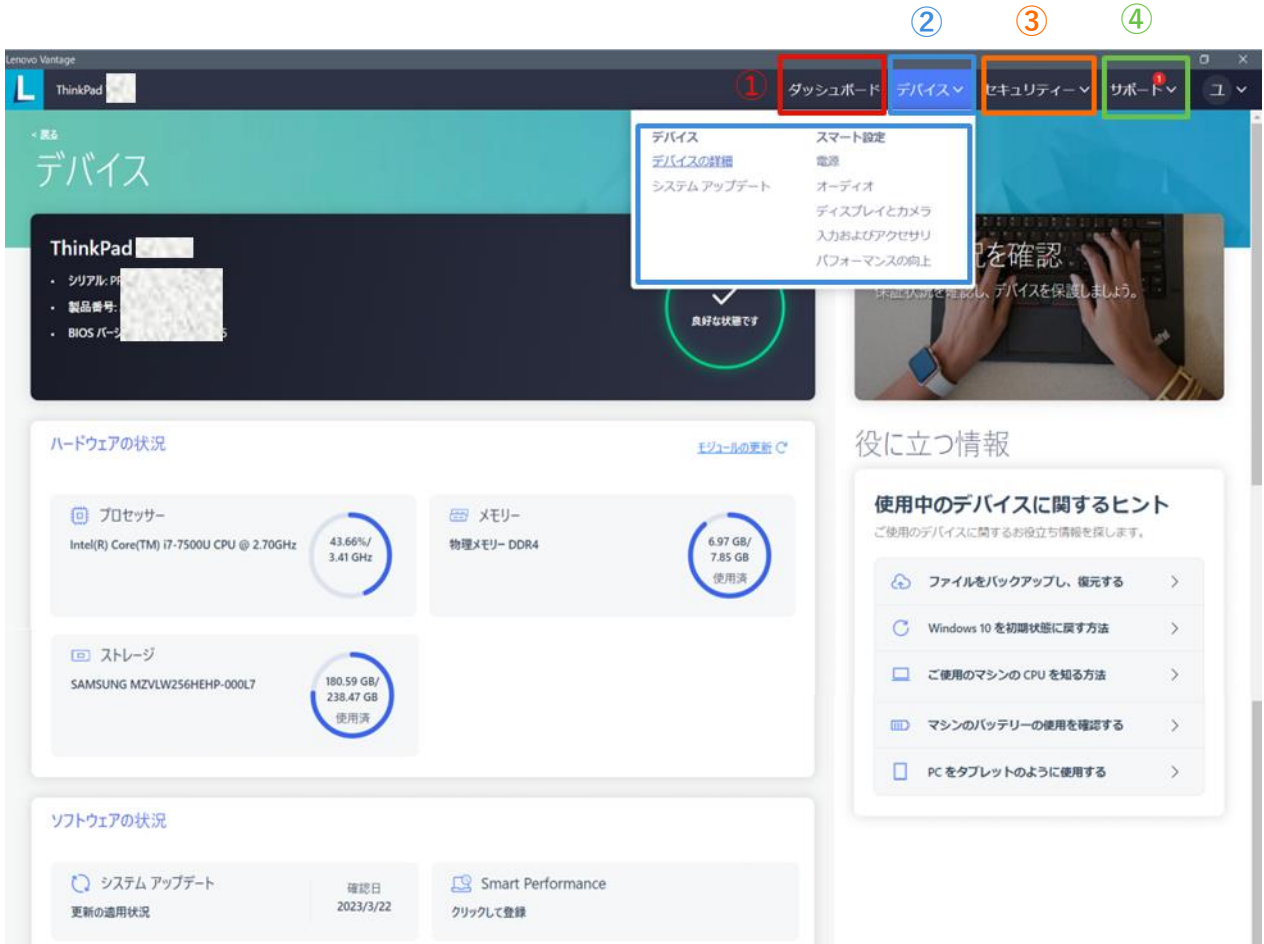 ② ③ ④
Lenovo Vantage
ThinkPad
① ダッシュボード デバイス セキュリティー サポート 1 ユ
< 戻る
デバイス
デバイス スマート設定
デバイスの詳細 電源
システム アップデート オーディオ
ディスプレイとカメラ
入力およびアクセサリ
パフォーマンスの向上
ThinkPad
• シリアル: PF
• 製品番号:
• BIOS バージ
良好な状態です
を確認
保証状況を確認し、デバイスを保護しましょう。
ハードウェアの状況
モジュールの更新
プロセッサー
Intel(R) Core(TM) i7-7500U CPU @ 2.70GHz
43.66%/
3.41 GHz
メモリー
物理メモリー DDR4
6.97 GB/
7.85 GB
使用済
ストレージ
SAMSUNG MZVLW256HEHP-000L7
180.59 GB/
238.47 GB
使用済
ソフトウェアの状況
システム アップデート
更新の適用状況
確認日
2023/3/22
Smart Performance
クリックして登録
役に立つ情報
使用中のデバイスに関するヒント
ご使用のデバイスに関するお役立ち情報を探します。
ファイルをバックアップし、復元する
Windows 10 を初期状態に戻す方法
ご使用のマシンの CPU を知る方法
マシンのバッテリーの使用を確認する
PC をタブレットのように使用する